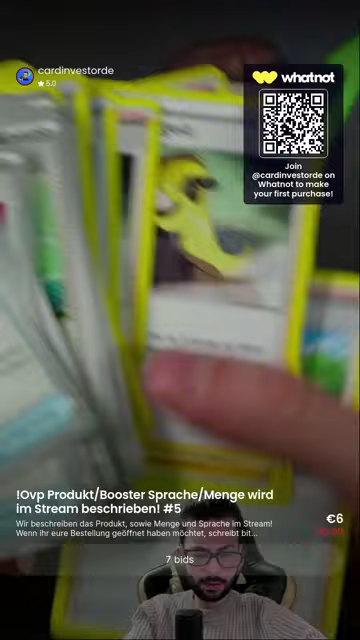 cardinvestorde
5.0
whatnot
Join
@cardinvestorde on
Whatnot to make
your first purchase!
!Ovp Produkt/Booster Sprache/Menge wird
im Stream beschrieben! #5
€6
Wir beschreiben das Produkt, sowie Menge und Sprache im Stream!
Wenn ihr eure Bestellung geöffnet haben möchtet, schreibt bit...
7 bids